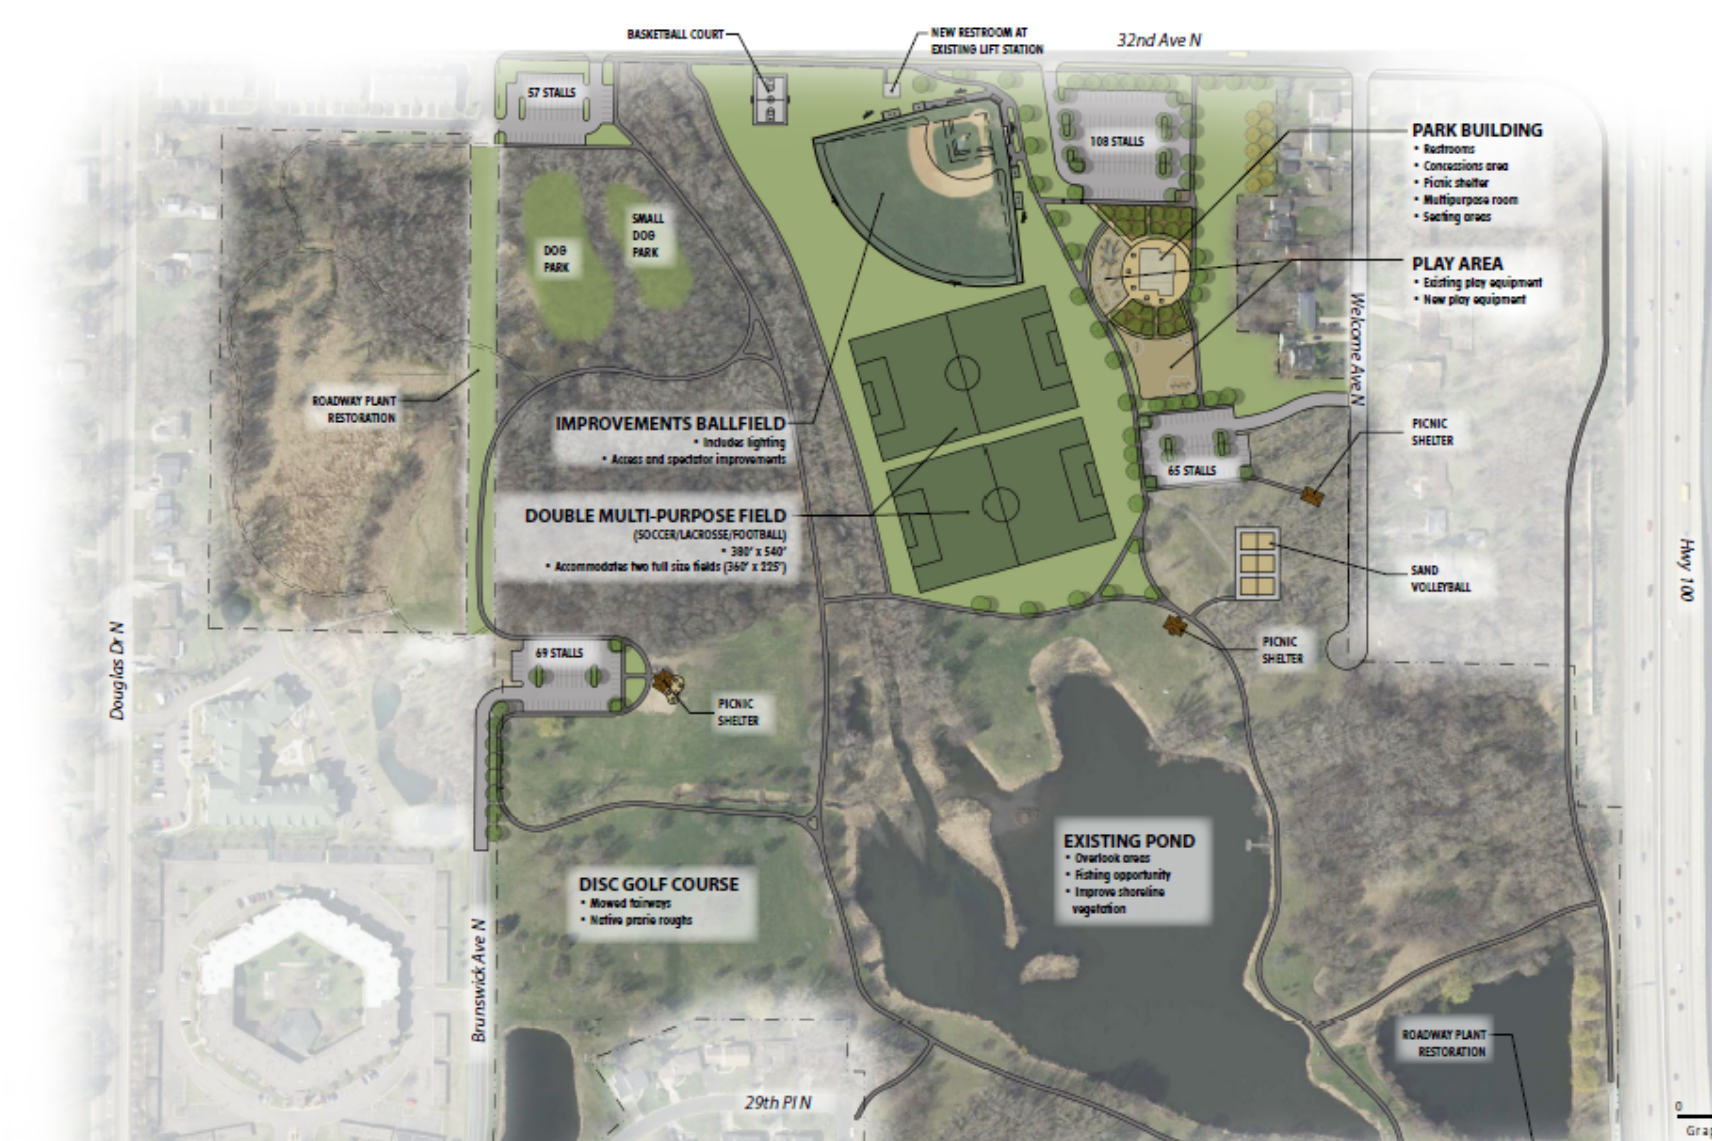 BASKETBALL COURT
NEW RESTROOM AT
EXISTING LIFT STATION
32nd Ave N
57 STALLS
108 STALLS
PARK BUILDING
• Restrooms
• Concessions area
• Picnic shelter
• Multipurpose room
• Seating areas
DOG
PARK
SMALL
DOG
PARK
PLAY AREA
• Existing play equipment
• New play equipment
Welcome Ave N
ROADWAY PLANT
RESTORATION
IMPROVEMENTS BALLFIELD
• Includes lighting
• Access and spectator improvements
PICNIC
SHELTER
65 STALLS
DOUBLE MULTI-PURPOSE FIELD
(SOCCER/LACROSSE/FOOTBALL)
• 380' x 540'
• Accommodates two full size fields (360' x 225')
SAND
VOLLEYBALL
Hwy 100
Douglas Dr N
69 STALLS
PICNIC
SHELTER
PICNIC
SHELTER
EXISTING POND
• Overlook areas
• Fishing opportunity
• Improve shoreline
vegetation
DISC GOLF COURSE
• Mowed fairways
• Native prarie roughs
Brunswick Ave N
ROADWAY PLANT
RESTORATION
29th Pl N
0
Grap